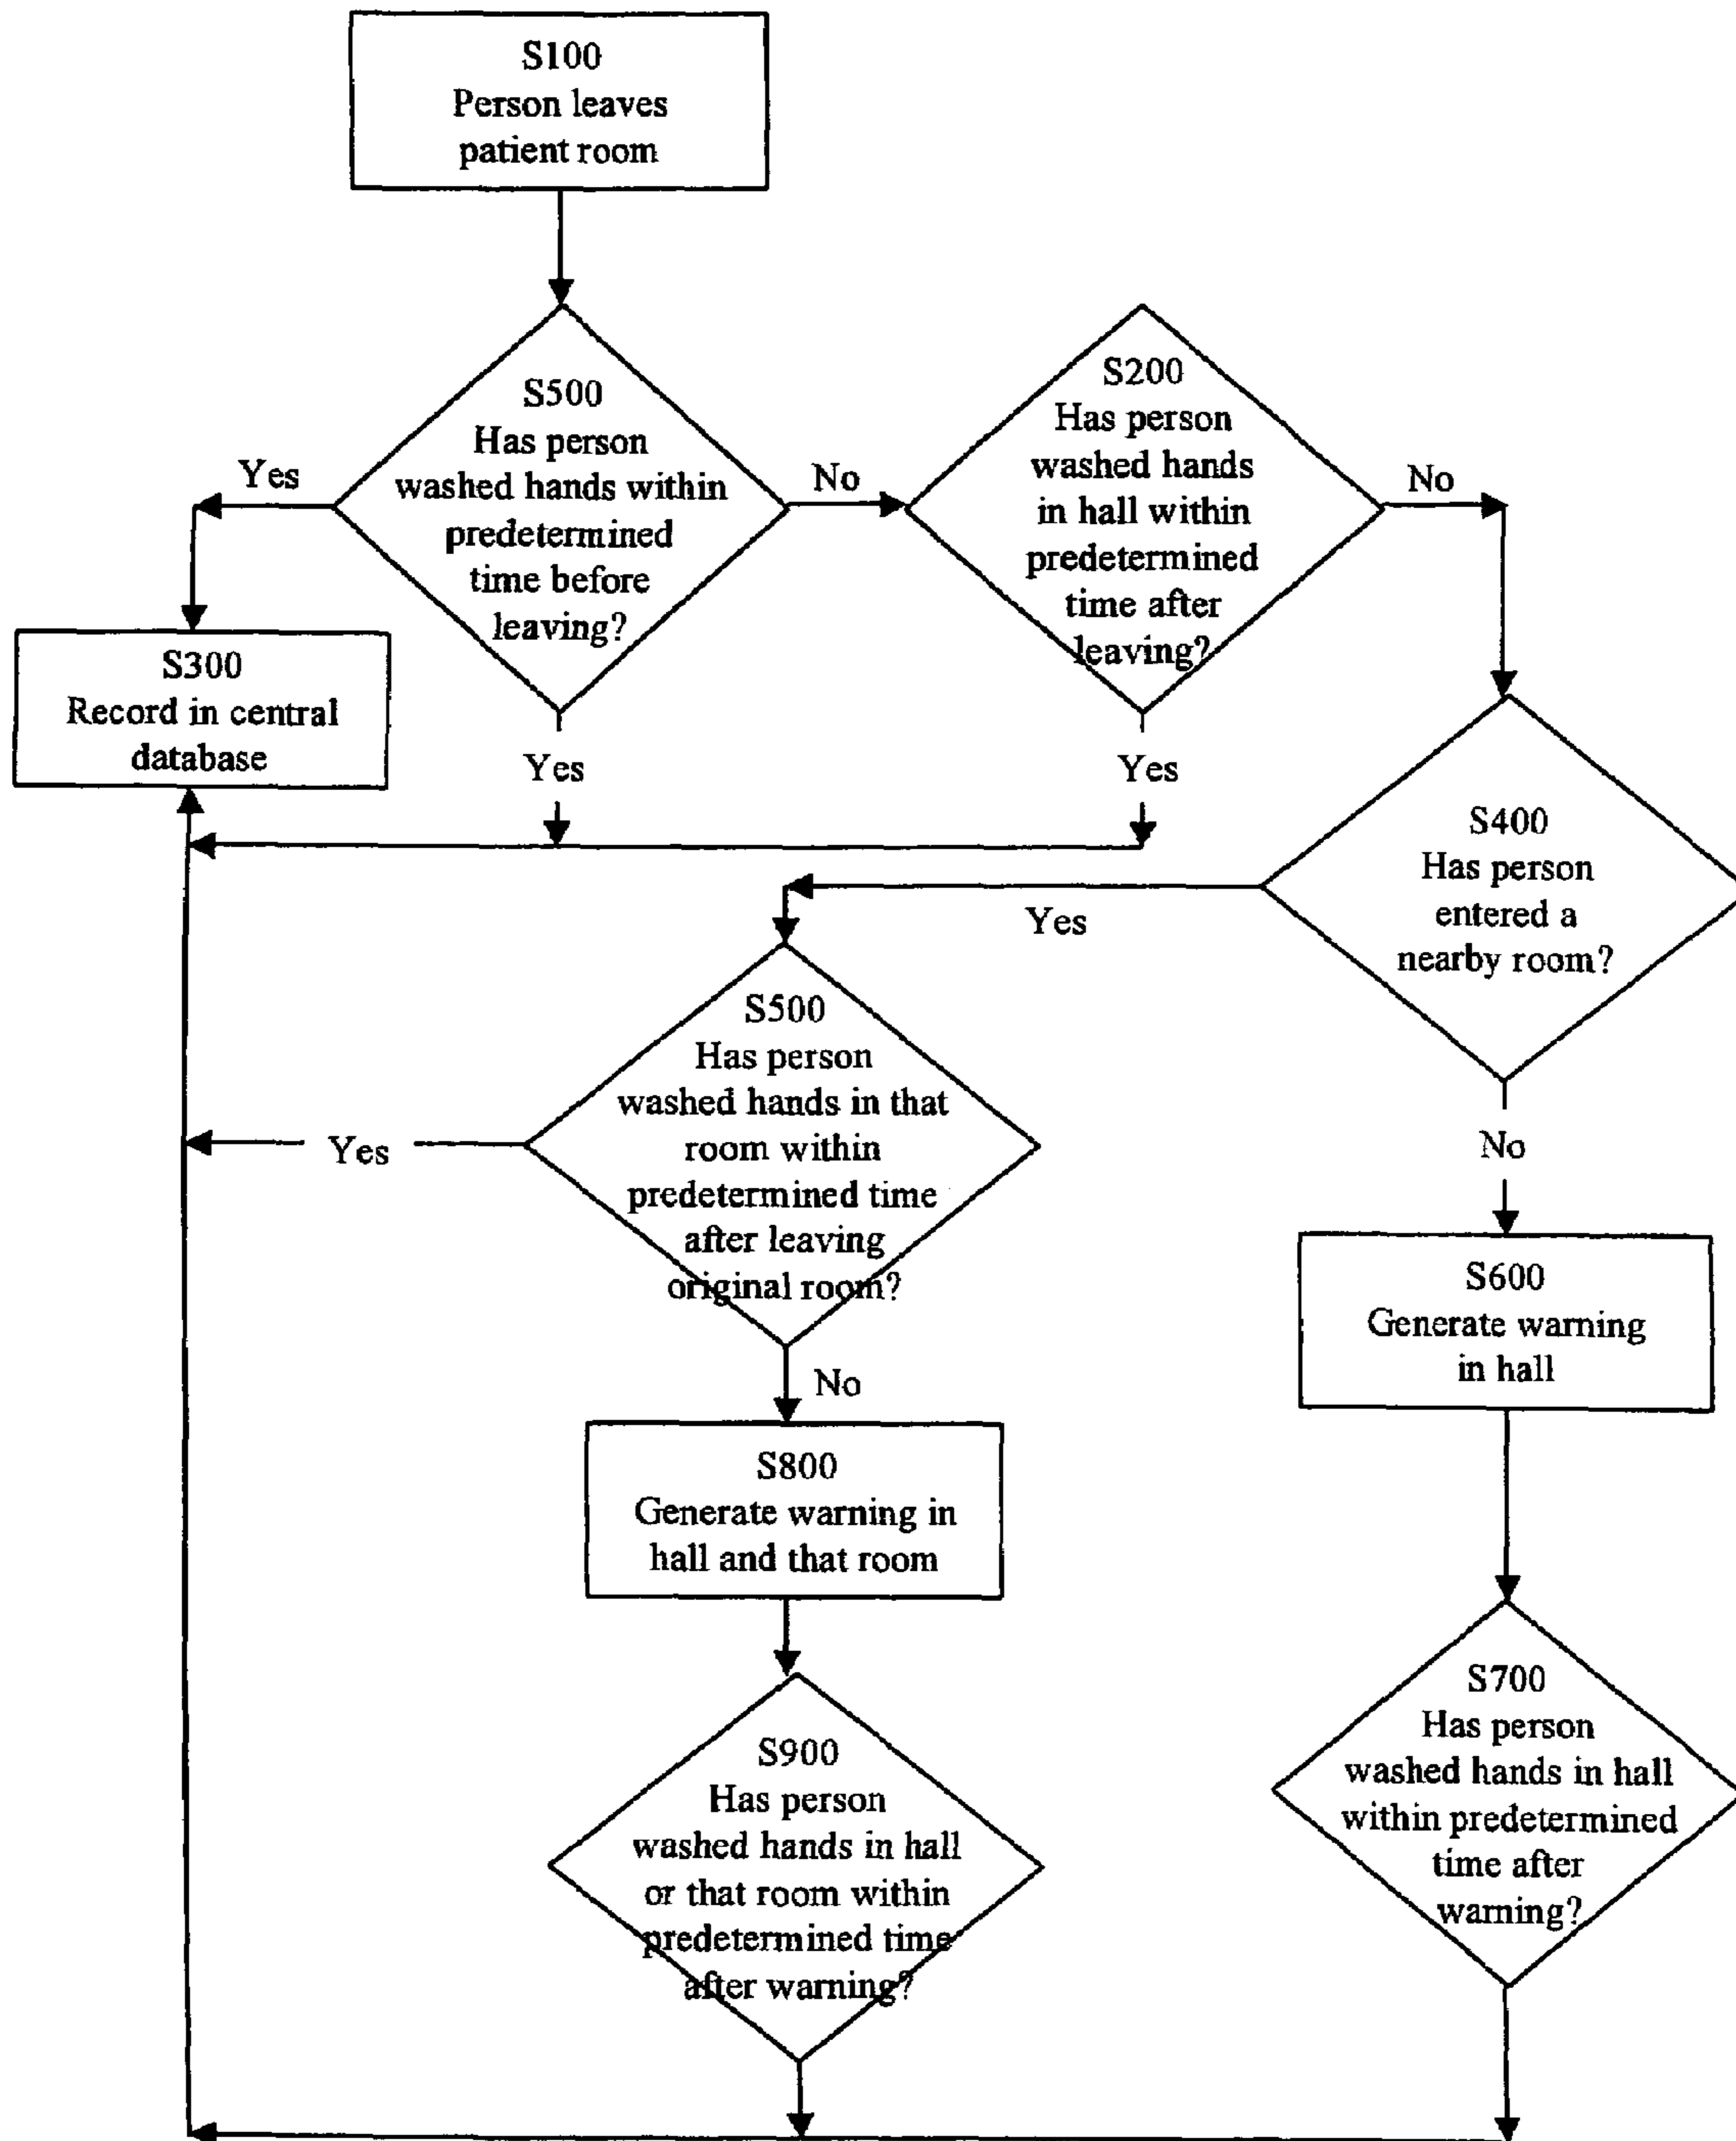 S100
Person leaves
patient room
S500
Has person
washed hands within
predetermined
time before
leaving?
Yes
No
S200
Has person
washed hands
in hall within
predetermined
time after
leaving?
No
S300
Record in central
database
Yes
Yes
S400
Has person
entered a
nearby room?
Yes
S500
Has person
washed hands in that
room within
predetermined time
after leaving
original room?
Yes
No
No
S600
Generate warning
in hall
S800
Generate warning in
hall and that room
S700
Has person
washed hands in hall
within predetermined
time after
warning?
S900
Has person
washed hands in hall
or that room within
predetermined time
after warning?